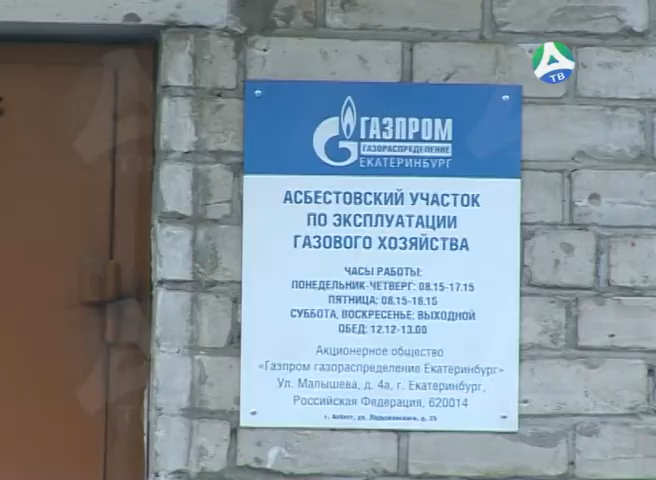 ТВ
ГАЗПРОМ
ГАЗОРАСПРЕДЕЛЕНИЕ
ЕКАТЕРИНБУРГ
АСБЕСТОВСКИЙ УЧАСТОК
ПО ЭКСПЛУАТАЦИИ
ГАЗОВОГО ХОЗЯЙСТВА
ЧАСЫ РАБОТЫ:
ПОНЕДЕЛЬНИК-ЧЕТВЕРГ: 08.15-17.15
ПЯТНИЦА: 08.15-16.15
СУББОТА, ВОСКРЕСЕНЬЕ: ВЫХОДНОЙ
ОБЕД: 12.12-13.00
Акционерное общество
«Газпром газораспределение Екатеринбург»
Ул. Малышева, д. 4а, г. Екатеринбург,
Российская Федерация, 620014
г. Асбест, ул.